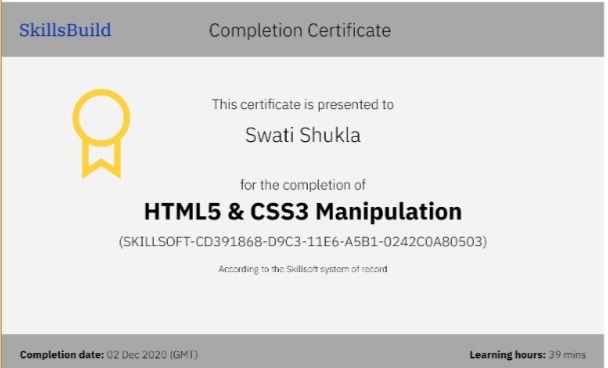 SkillsBuild
Completion Certificate
This certificate is presented to
Swati Shukla
for the completion of
HTML5 & CSS3 Manipulation
(SKILLSOFT-CD391868-D9C3-11E6-A5B1-0242C0A80503)
According to the Skillsoft system of record
Completion date: 02 Dec 2020 (GMT)
Learning hours: 39 mins